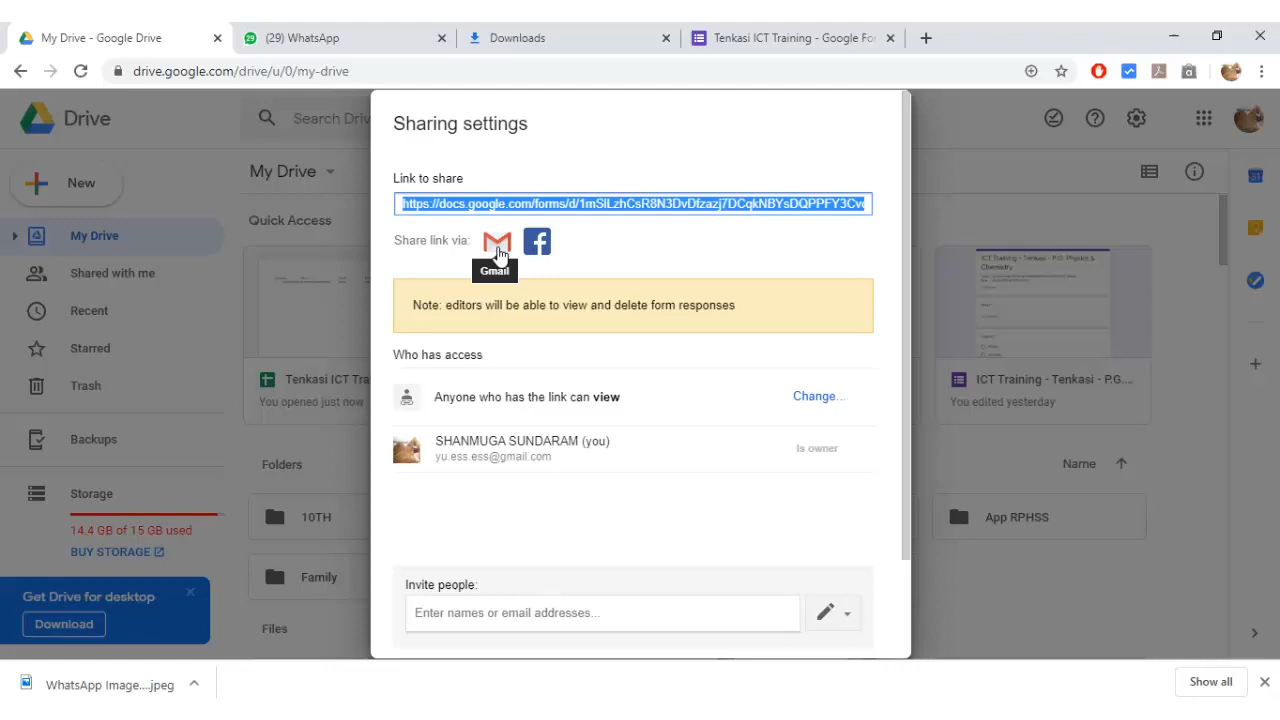 My Drive - Google Drive
(29) WhatsApp
Downloads
Tenkasi ICT Training - Google Fo
drive.google.com/drive/u/0/my-drive
Drive
Search Driv
Sharing settings
Link to share
https://docs.google.com/forms/d/
Share link via:
Gmail
Note: editors will be able to view and delete form responses
Who has access
Anyone who has the link can view
Change...
SHANMUGA SUNDARAM (you)
yu.ess.ess@gmail.com
Is owner
Invite people:
Enter names or email addresses...
New
My Drive
Shared with me
Recent
Starred
Trash
Backups
Storage
14.4 GB of 15 GB used
BUY STORAGE
Get Drive for desktop
Download
My Drive
Quick Access
Tenkasi ICT Tra
You opened just now
ICT Training - Tenkasi - P.G. Physics &
Chemistry
ICT Training - Tenkasi - P.G....
You edited yesterday
Folders
Name
10TH
App RPHSS
Family
Files
WhatsApp Image....jpeg
Show all